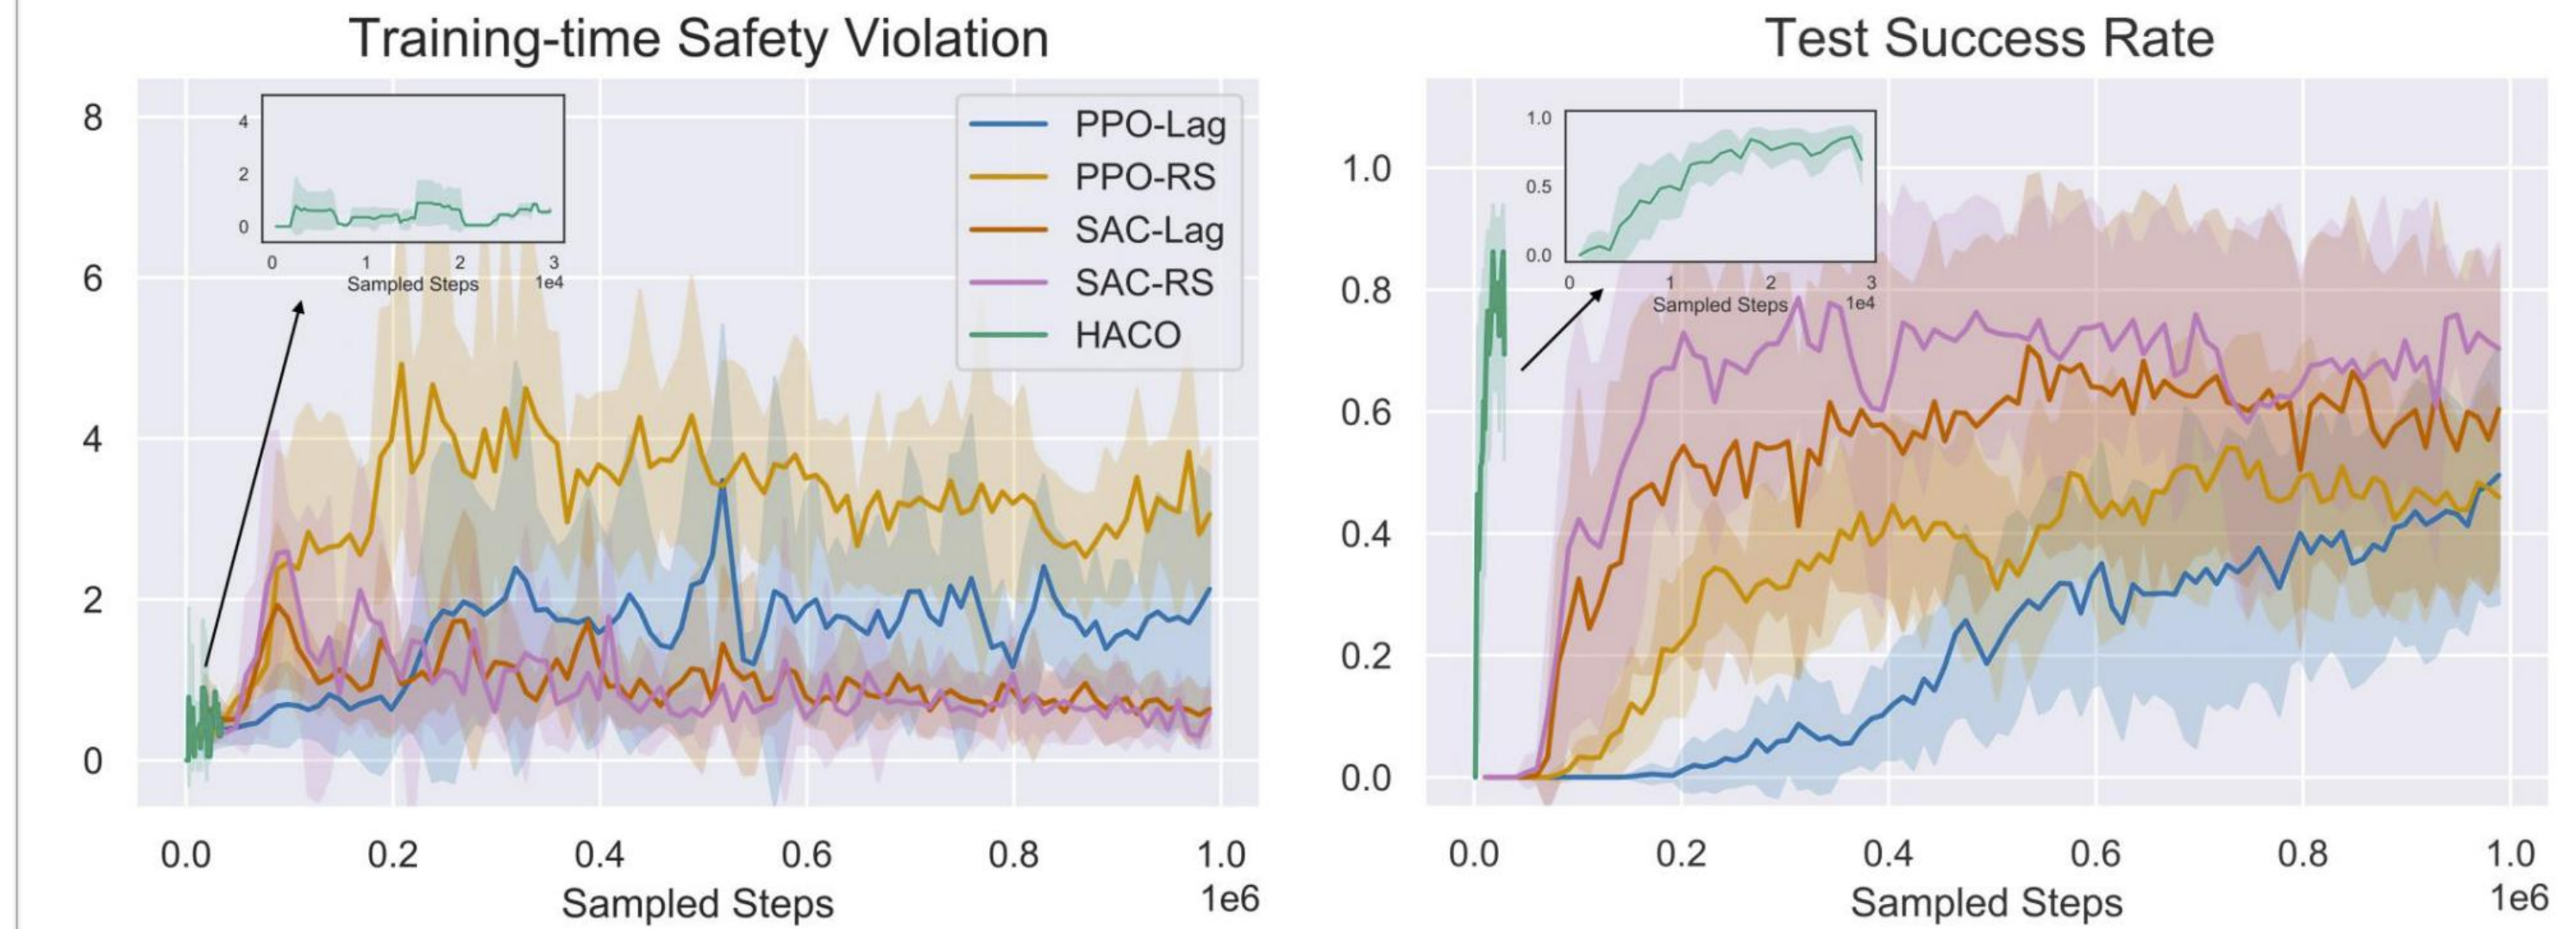 Training-time Safety Violation
8
6
4
2
0
4
2
0
0 1 2 3
Sampled Steps 1e4
PPO-Lag
PPO-RS
SAC-Lag
SAC-RS
HACO
0.0 0.2 0.4 0.6 0.8 1.0
Sampled Steps 1e6
Test Success Rate
1.0
0.8
0.6
0.4
0.2
0.0
1.0
0.5
0.0
0 1 2 3
Sampled Steps 1e4
0.0 0.2 0.4 0.6 0.8 1.0
Sampled Steps 1e6